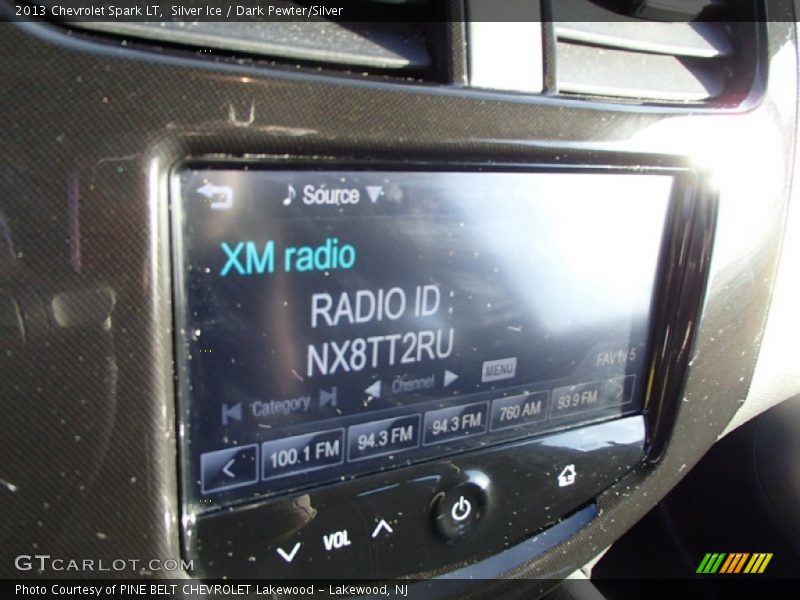 2013 Chevrolet Spark LT, Silver Ice / Dark Pewter/Silver
Source
XM radio
RADIO ID :
NX8TT2RU
Category Channel MENU
100.1 FM 94.3 FM 94.3 FM 760 AM 93.9 FM
VOL
GTCARLOT.COM
Photo Courtesy of PINE BELT CHEVROLET Lakewood - Lakewood, NJ